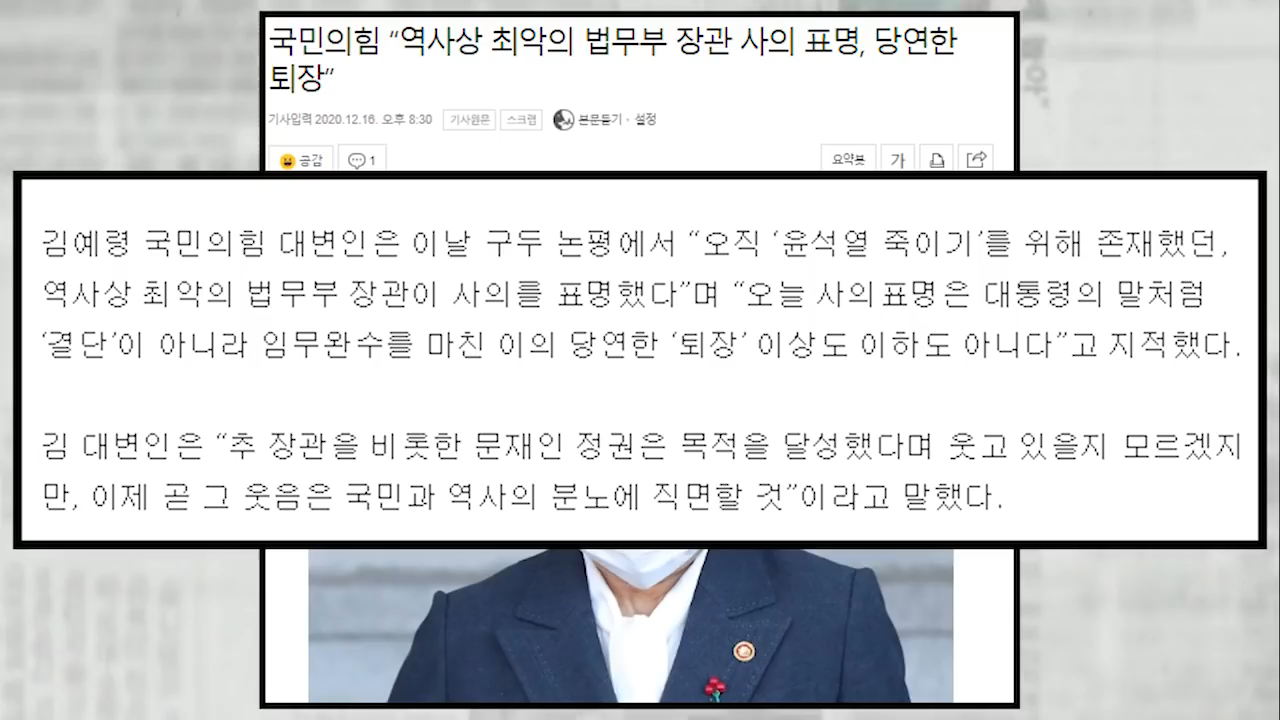 국민의힘 “역사상 최악의 법무부 장관 사의 표명, 당연한
퇴장”
기사입력 2020.12.16. 오후 8:30 기사원문 스크랩 본문듣기 · 설정
공감 1 요약봇 가
김예령 국민의힘 대변인은 이날 구두 논평에서 “오직 ‘윤석열 죽이기’를 위해 존재했던,
역사상 최악의 법무부 장관이 사의를 표명했다”며 “오늘 사의표명은 대통령의 말처럼
‘결단’이 아니라 임무완수를 마친 이의 당연한 ‘퇴장’ 이상도 이하도 아니다”고 지적했다.
김 대변인은 “추 장관을 비롯한 문재인 정권은 목적을 달성했다며 웃고 있을지 모르겠지
만, 이제 곧 그 웃음은 국민과 역사의 분노에 직면할 것”이라고 말했다.